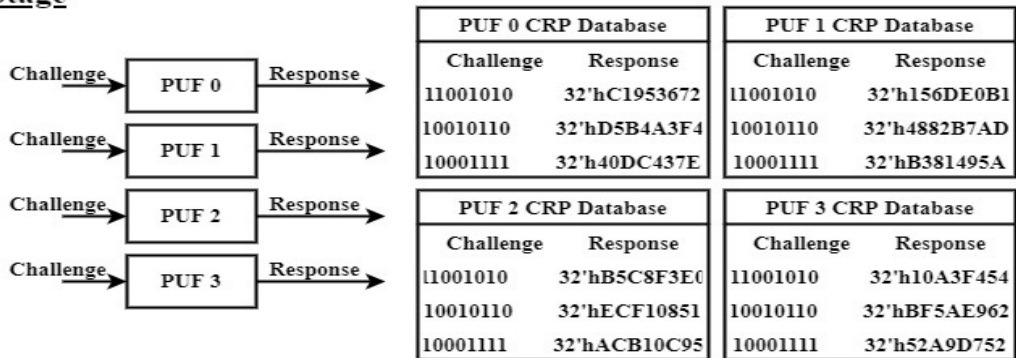 Challenge PUF 0 Response
Challenge PUF 1 Response
Challenge PUF 2 Response
Challenge PUF 3 Response
PUF 0 CRP Database
Challenge Response
11001010 32'hC1953672
10010110 32'hD5B4A3F4
10001111 32'h40DC437E
PUF 1 CRP Database
Challenge Response
11001010 32'h156DE0B1
10010110 32'h4882B7AD
10001111 32'hB381495A
PUF 2 CRP Database
Challenge Response
11001010 32'hB5C8F3E0
10010110 32'hECF10851
10001111 32'hACB10C95
PUF 3 CRP Database
Challenge Response
11001010 32'h10A3F454
10010110 32'hBF5AE962
10001111 32'h52A9D752